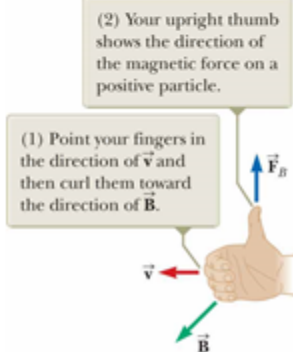 (2) Your upright thumb
shows the direction of
the magnetic force on a
positive particle.
(1) Point your fingers in
the direction of v⃗ and
then curl them toward
the direction of B⃗.
F⃗_B
v⃗
B⃗